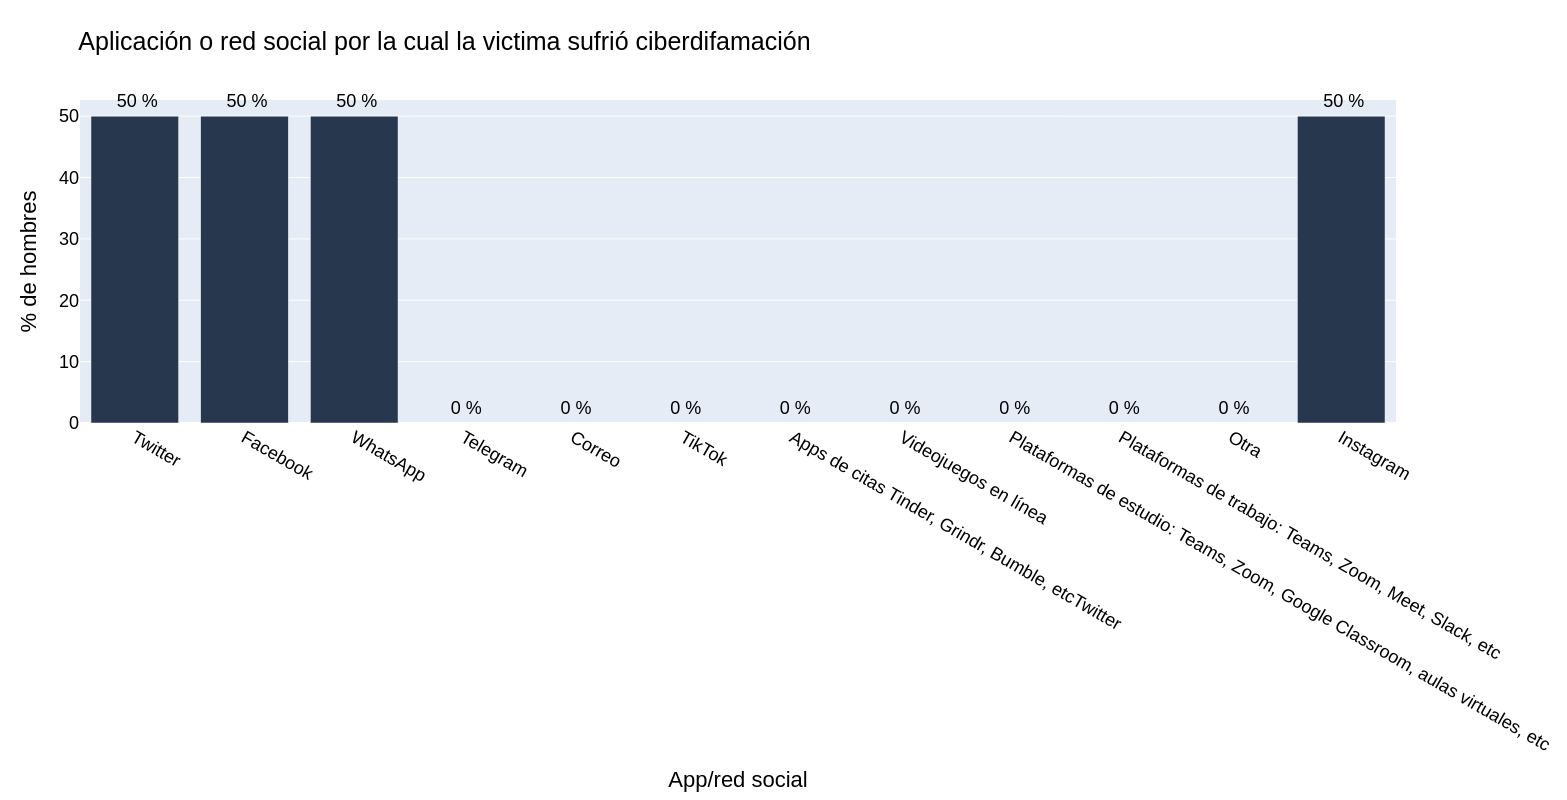 Aplicación o red social por la cual la victima sufrió ciberdifamación
50 %
50 %
50 %
50 %
50
40
30
20
10
0
% de hombres
0 %
0 %
0 %
0 %
0 %
0 %
0 %
0 %
Twitter
Facebook
WhatsApp
Telegram
Correo
TikTok
Apps de citas Tinder, Grindr, Bumble, etcTwitter
Videojuegos en línea
Plataformas de estudio: Teams, Zoom, Google Classroom, aulas virtuales, etc
Plataformas de trabajo: Teams, Zoom, Meet, Slack, etc
Otra
Instagram
App/red social